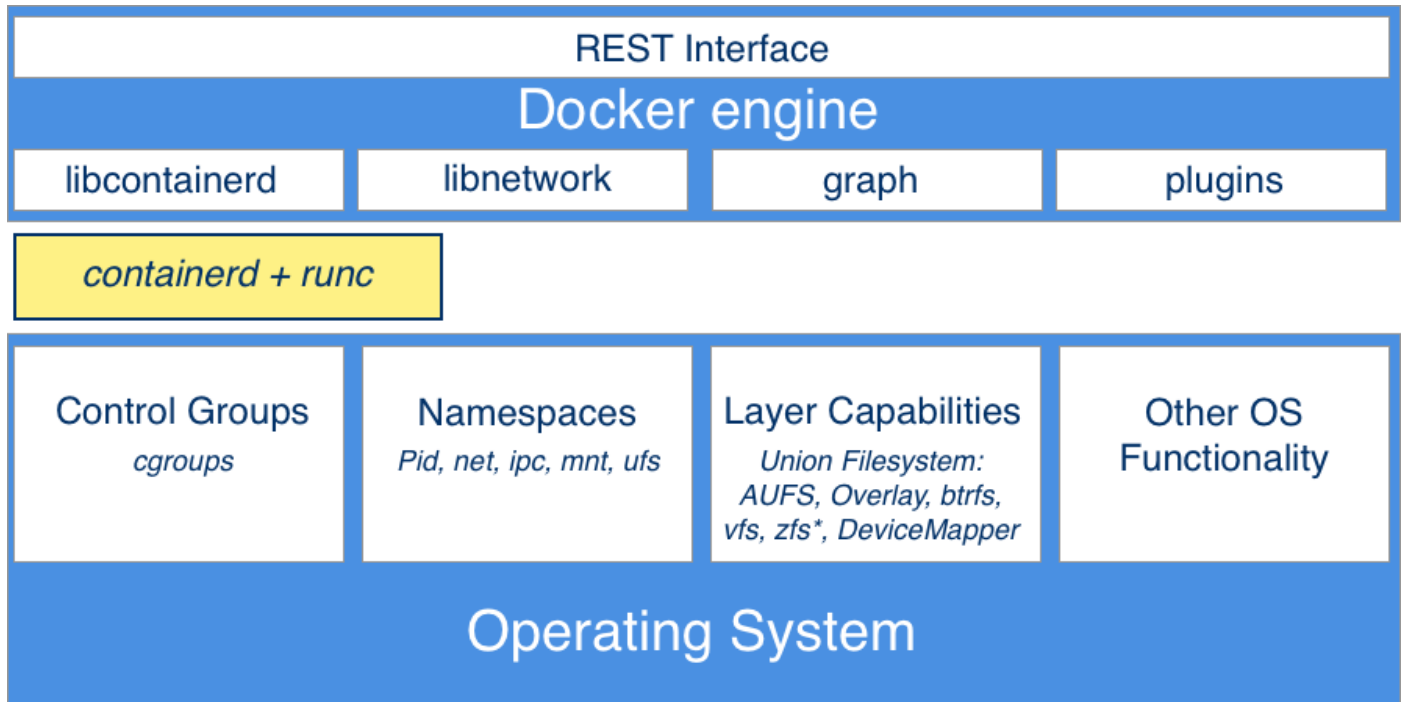 REST Interface
Docker engine
libcontainerd
libnetwork
graph
plugins
containerd + runc
Control Groups
cgroups
Namespaces
Pid, net, ipc, mnt, ufs
Layer Capabilities
Union Filesystem:
AUFS, Overlay, btrfs,
vfs, zfs*, DeviceMapper
Other OS
Functionality
Operating System